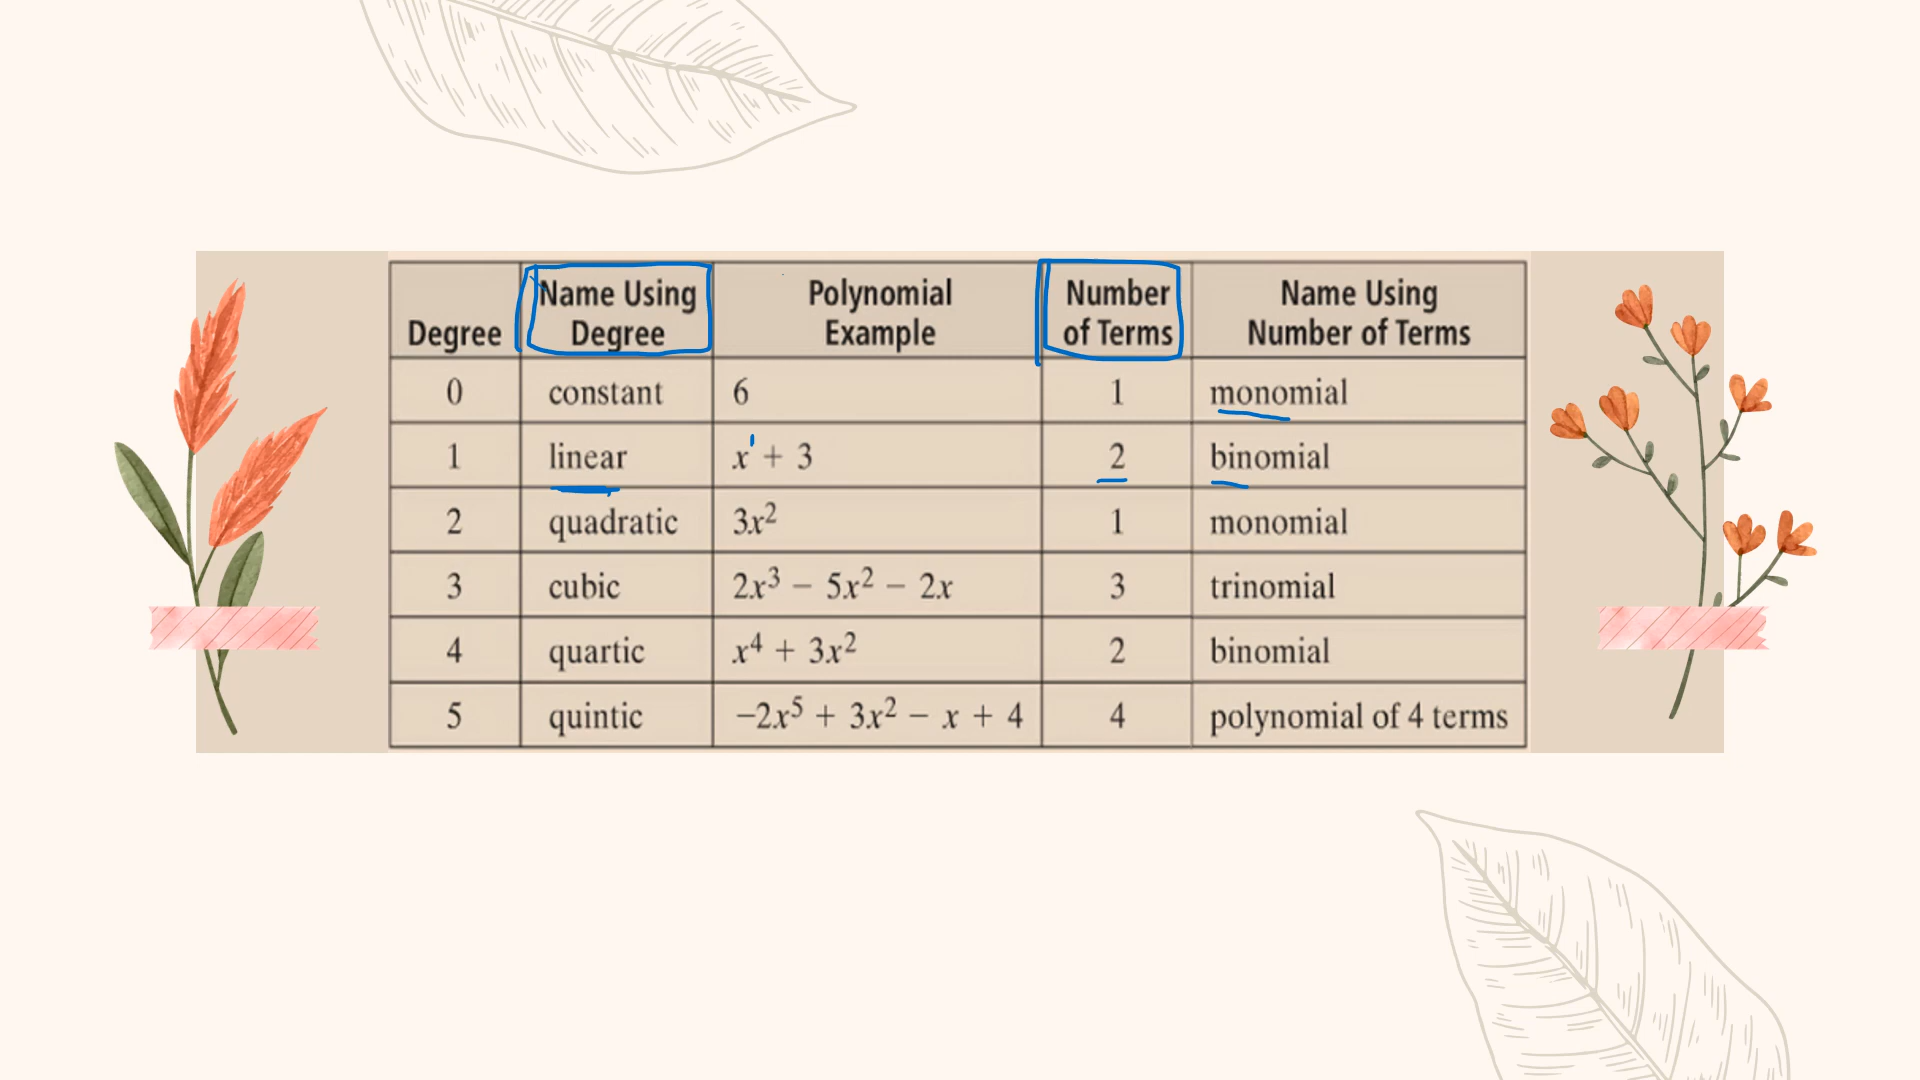 Degree Name Using Degree Polynomial Example Number of Terms Name Using Number of Terms
0 constant 6 1 monomial
1 linear x¹ + 3 2 binomial
2 quadratic 3x² 1 monomial
3 cubic 2x³ − 5x² − 2x 3 trinomial
4 quartic x⁴ + 3x² 2 binomial
5 quintic −2x⁵ + 3x² − x + 4 4 polynomial of 4 terms